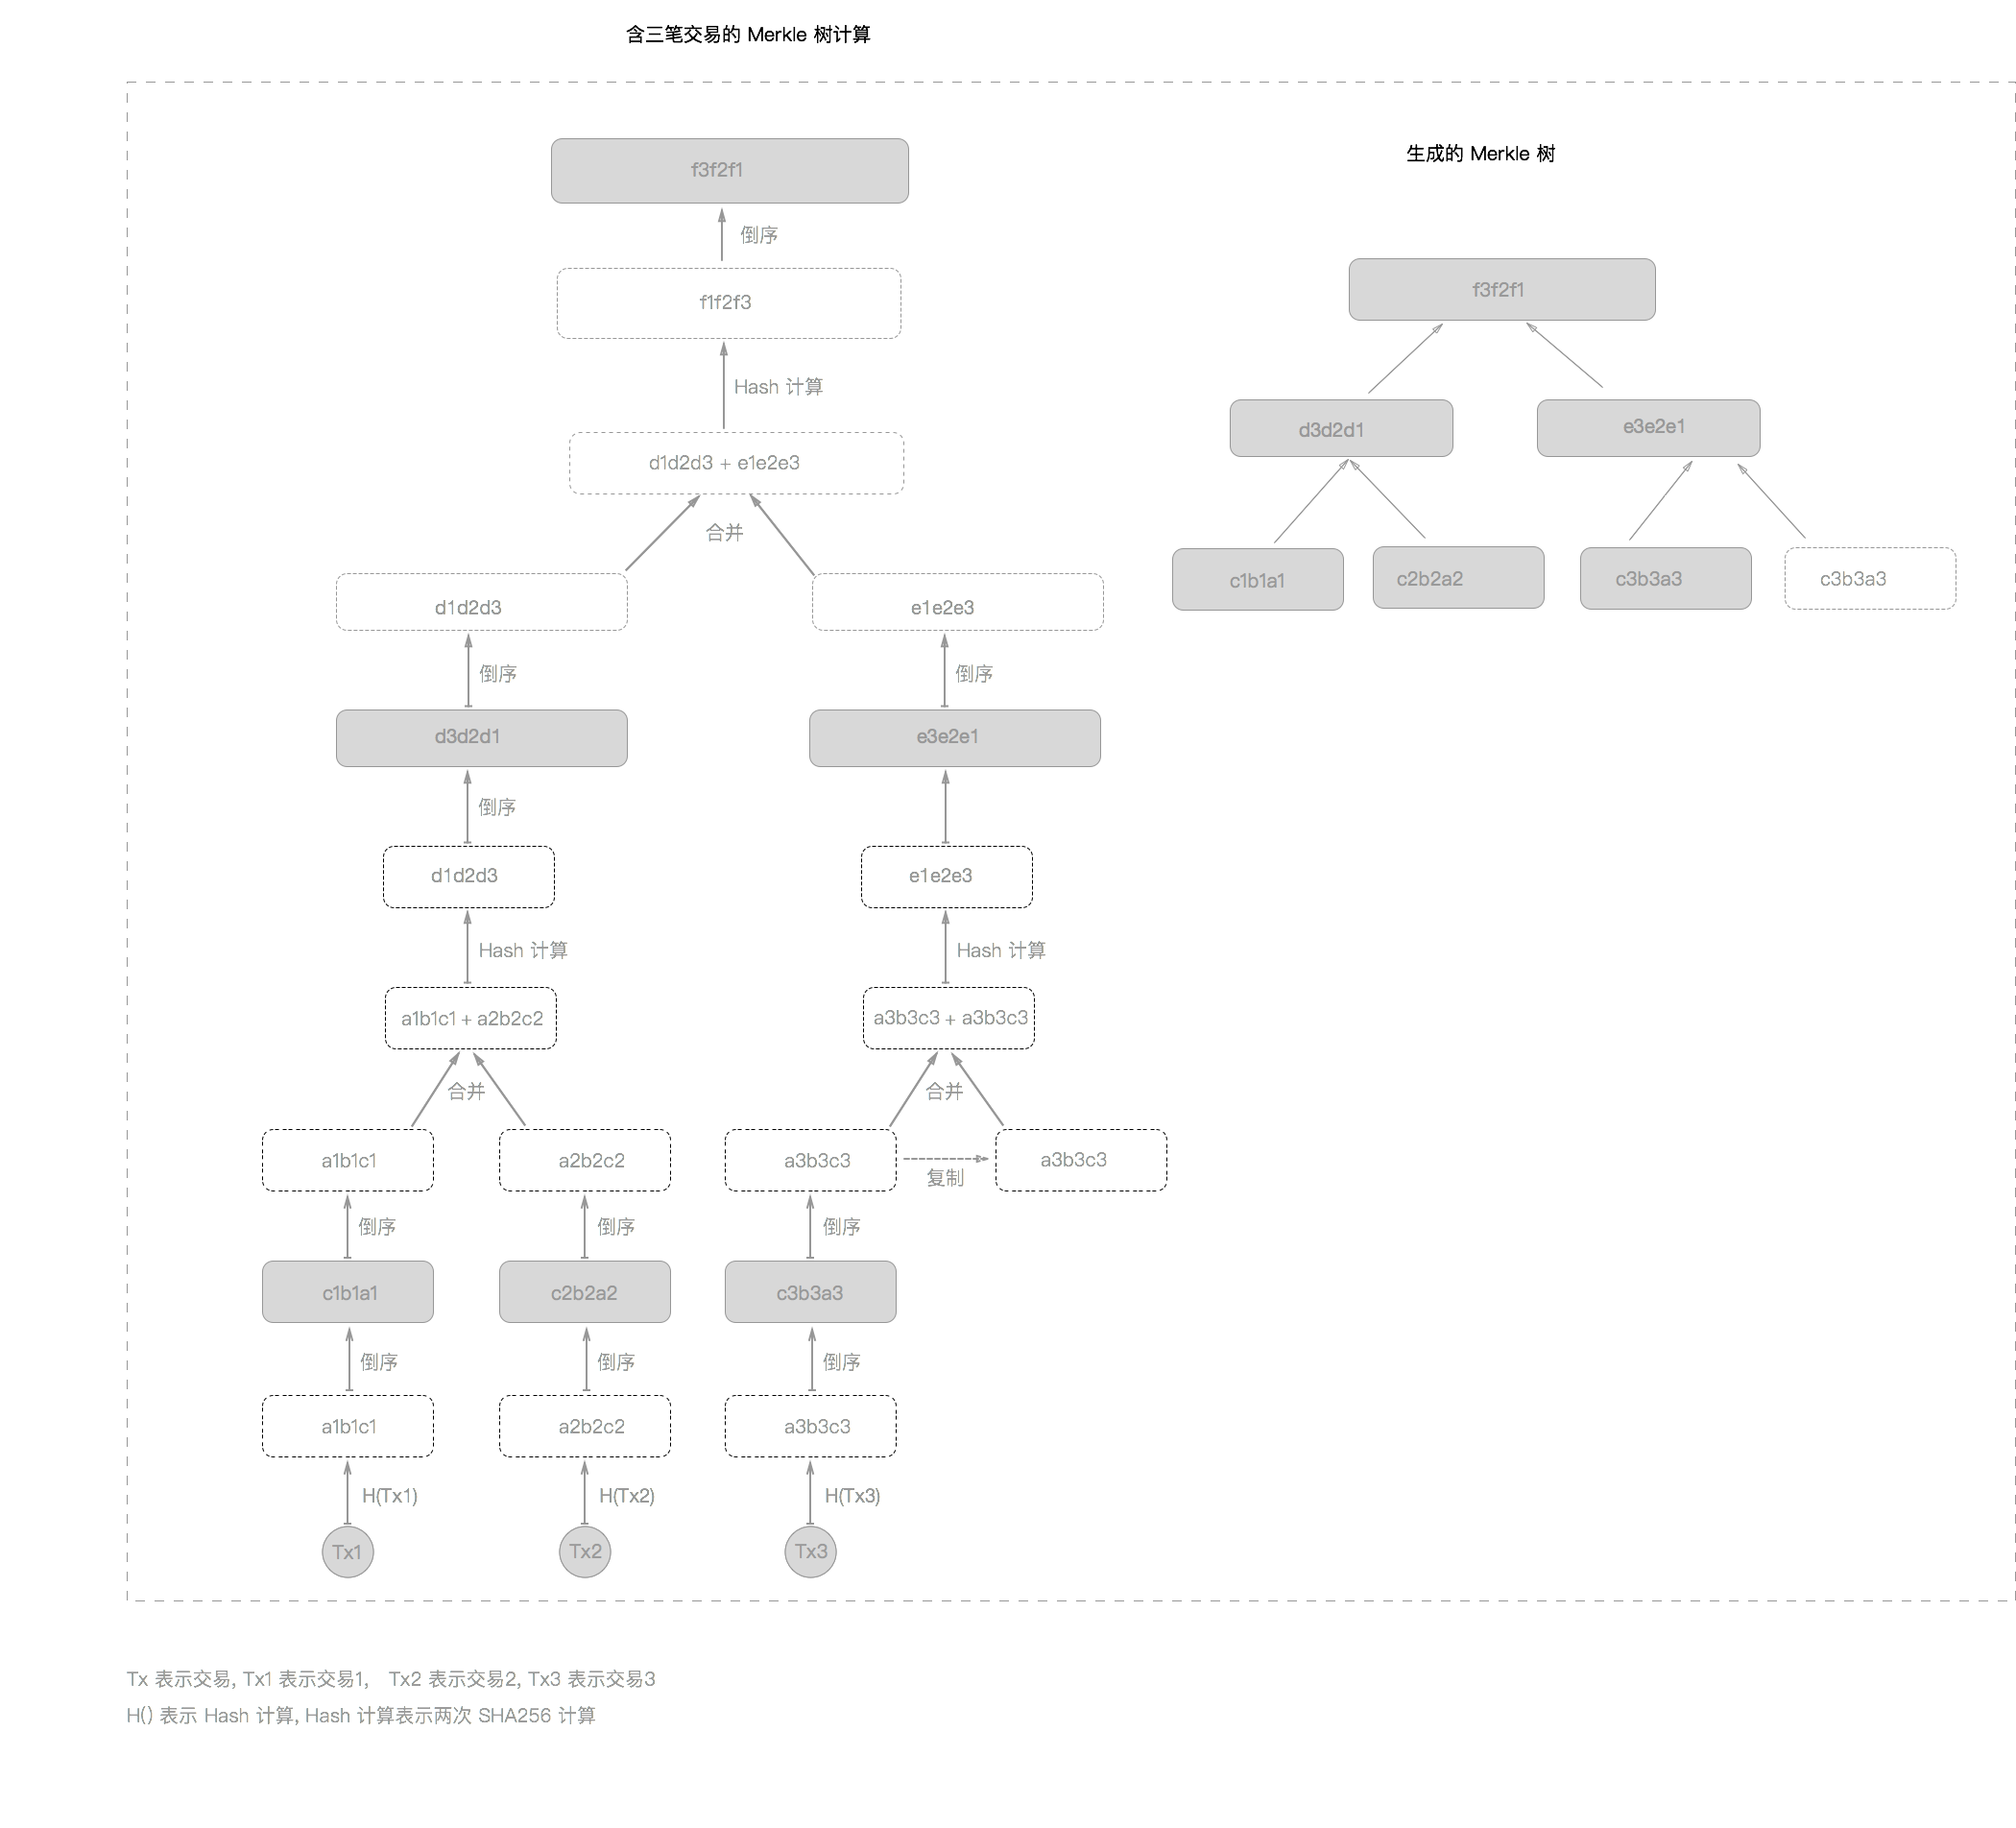 含三笔交易的 Merkle 树计算
生成的 Merkle 树
f3f2f1
倒序
f1f2f3
Hash 计算
d1d2d3 + e1e2e3
合并
d1d2d3
e1e2e3
倒序
倒序
d3d2d1
e3e2e1
倒序
d1d2d3
e1e2e3
Hash 计算
Hash 计算
a1b1c1 + a2b2c2
a3b3c3 + a3b3c3
合并
合并
a1b1c1
a2b2c2
a3b3c3
复制
a3b3c3
倒序
倒序
倒序
c1b1a1
c2b2a2
c3b3a3
倒序
倒序
倒序
a1b1c1
a2b2c2
a3b3c3
H(Tx1)
H(Tx2)
H(Tx3)
Tx1
Tx2
Tx3
f3f2f1
d3d2d1
e3e2e1
c1b1a1
c2b2a2
c3b3a3
c3b3a3
Tx 表示交易, Tx1 表示交易1, Tx2 表示交易2, Tx3 表示交易3
H() 表示 Hash 计算, Hash 计算表示两次 SHA256 计算